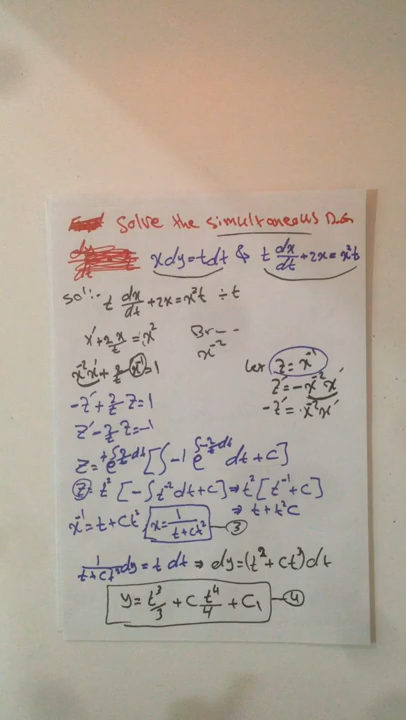 Solve the simultaneous D.E
x dy = t dt & t dx/dt + 2x = x²t
Sol:- t dx/dt + 2x = x²t ÷ t
x' + 2x/t = x² Br--
x⁻²
x⁻²x' + 2/t x⁻¹ = 1 let z = x⁻¹
z' = -x⁻²x'
-z' + 2/t z = 1 -z' = x⁻²x'
z' - 2/t z = -1
z = e^{+∫2/t dt} [∫-1 e^{∫-2/t dt} dt + c]
z = t² [-∫t⁻² dt + c] ⇒ t² [t⁻¹ + c]
⇒ t + t²c
x⁻¹ = t + ct² x = 1/(t + ct²) 3
1/(t + ct²) dy = t dt ⇒ dy = (t² + ct³) dt
y = t³/3 + c t⁴/4 + c₁ 4